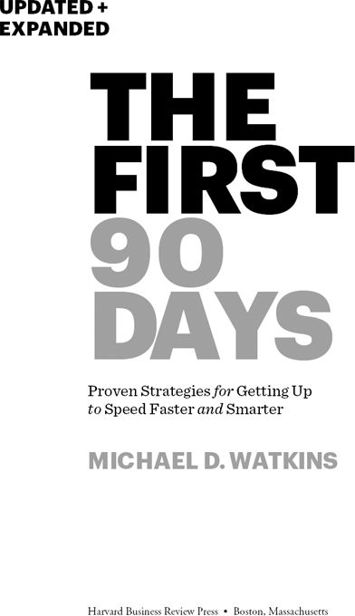 UPDATED +
EXPANDED
THE
FIRST
90
DAYS
Proven Strategies for Getting Up
to Speed Faster and Smarter
MICHAEL D. WATKINS
Harvard Business Review Press • Boston, Massachusetts